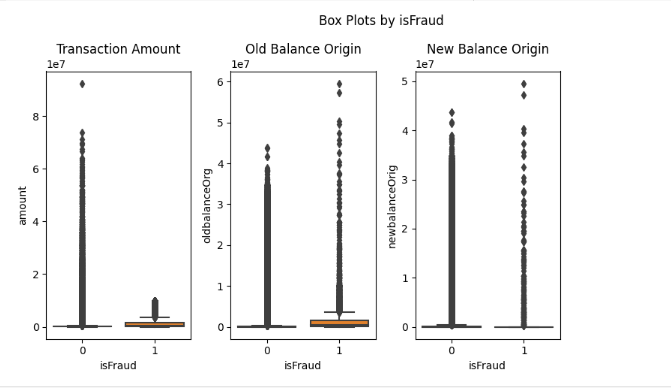 Box Plots by isFraud
Transaction Amount
1e7
8
6
4
2
0
amount
0 1
isFraud
Old Balance Origin
1e7
6
5
4
3
2
1
0
oldbalanceOrg
0 1
isFraud
New Balance Origin
1e7
5
4
3
2
1
0
newbalanceOrig
0 1
isFraud